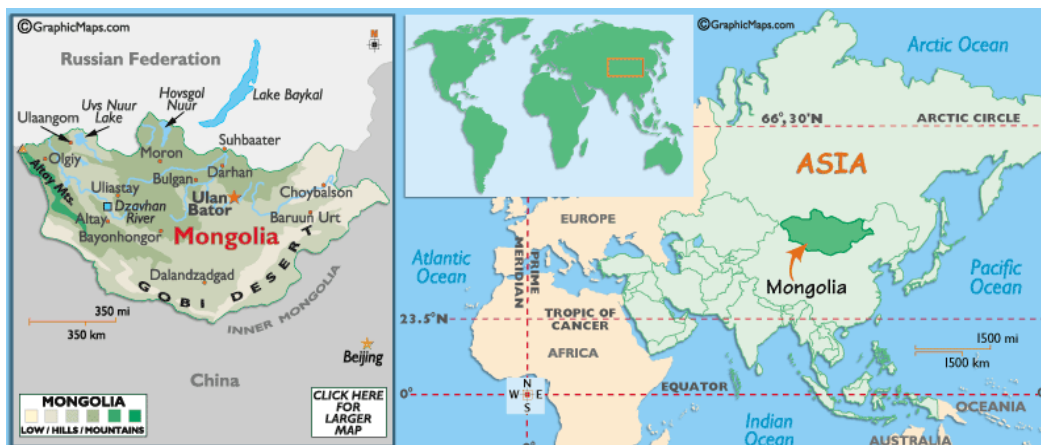 ©GraphicMaps.com
N
Russian Federation
Hovsgol
Nuur
Uvs Nuur
Lake
Ulaangom
Lake Baykal
Suhbaater
Olgiy
Moron
Darhan
Bulgan
Altay Mts.
Uliastay
Choybalson
Ulan
Bator
Dzavhan
River
Altay
Baruun Urt
Bayonhongor
Mongolia
Dalandzadgad
GOBI DESERT
350 mi
350 km
INNER MONGOLIA
Beijing
China
MONGOLIA
LOW / HILLS / MOUNTAINS
CLICK HERE
FOR
LARGER
MAP
©GraphicMaps.com
Arctic Ocean
66°, 30'N
ARCTIC CIRCLE
ASIA
EUROPE
Atlantic
Ocean
PRIME
MERIDIAN
Mongolia
Pacific
Ocean
23.5°N
TROPIC OF
CANCER
AFRICA
1500 mi
1500 km
EQUATOR
0°
N
W E
S
OCEANIA
Indian
Ocean
AUSTRALIA
0°